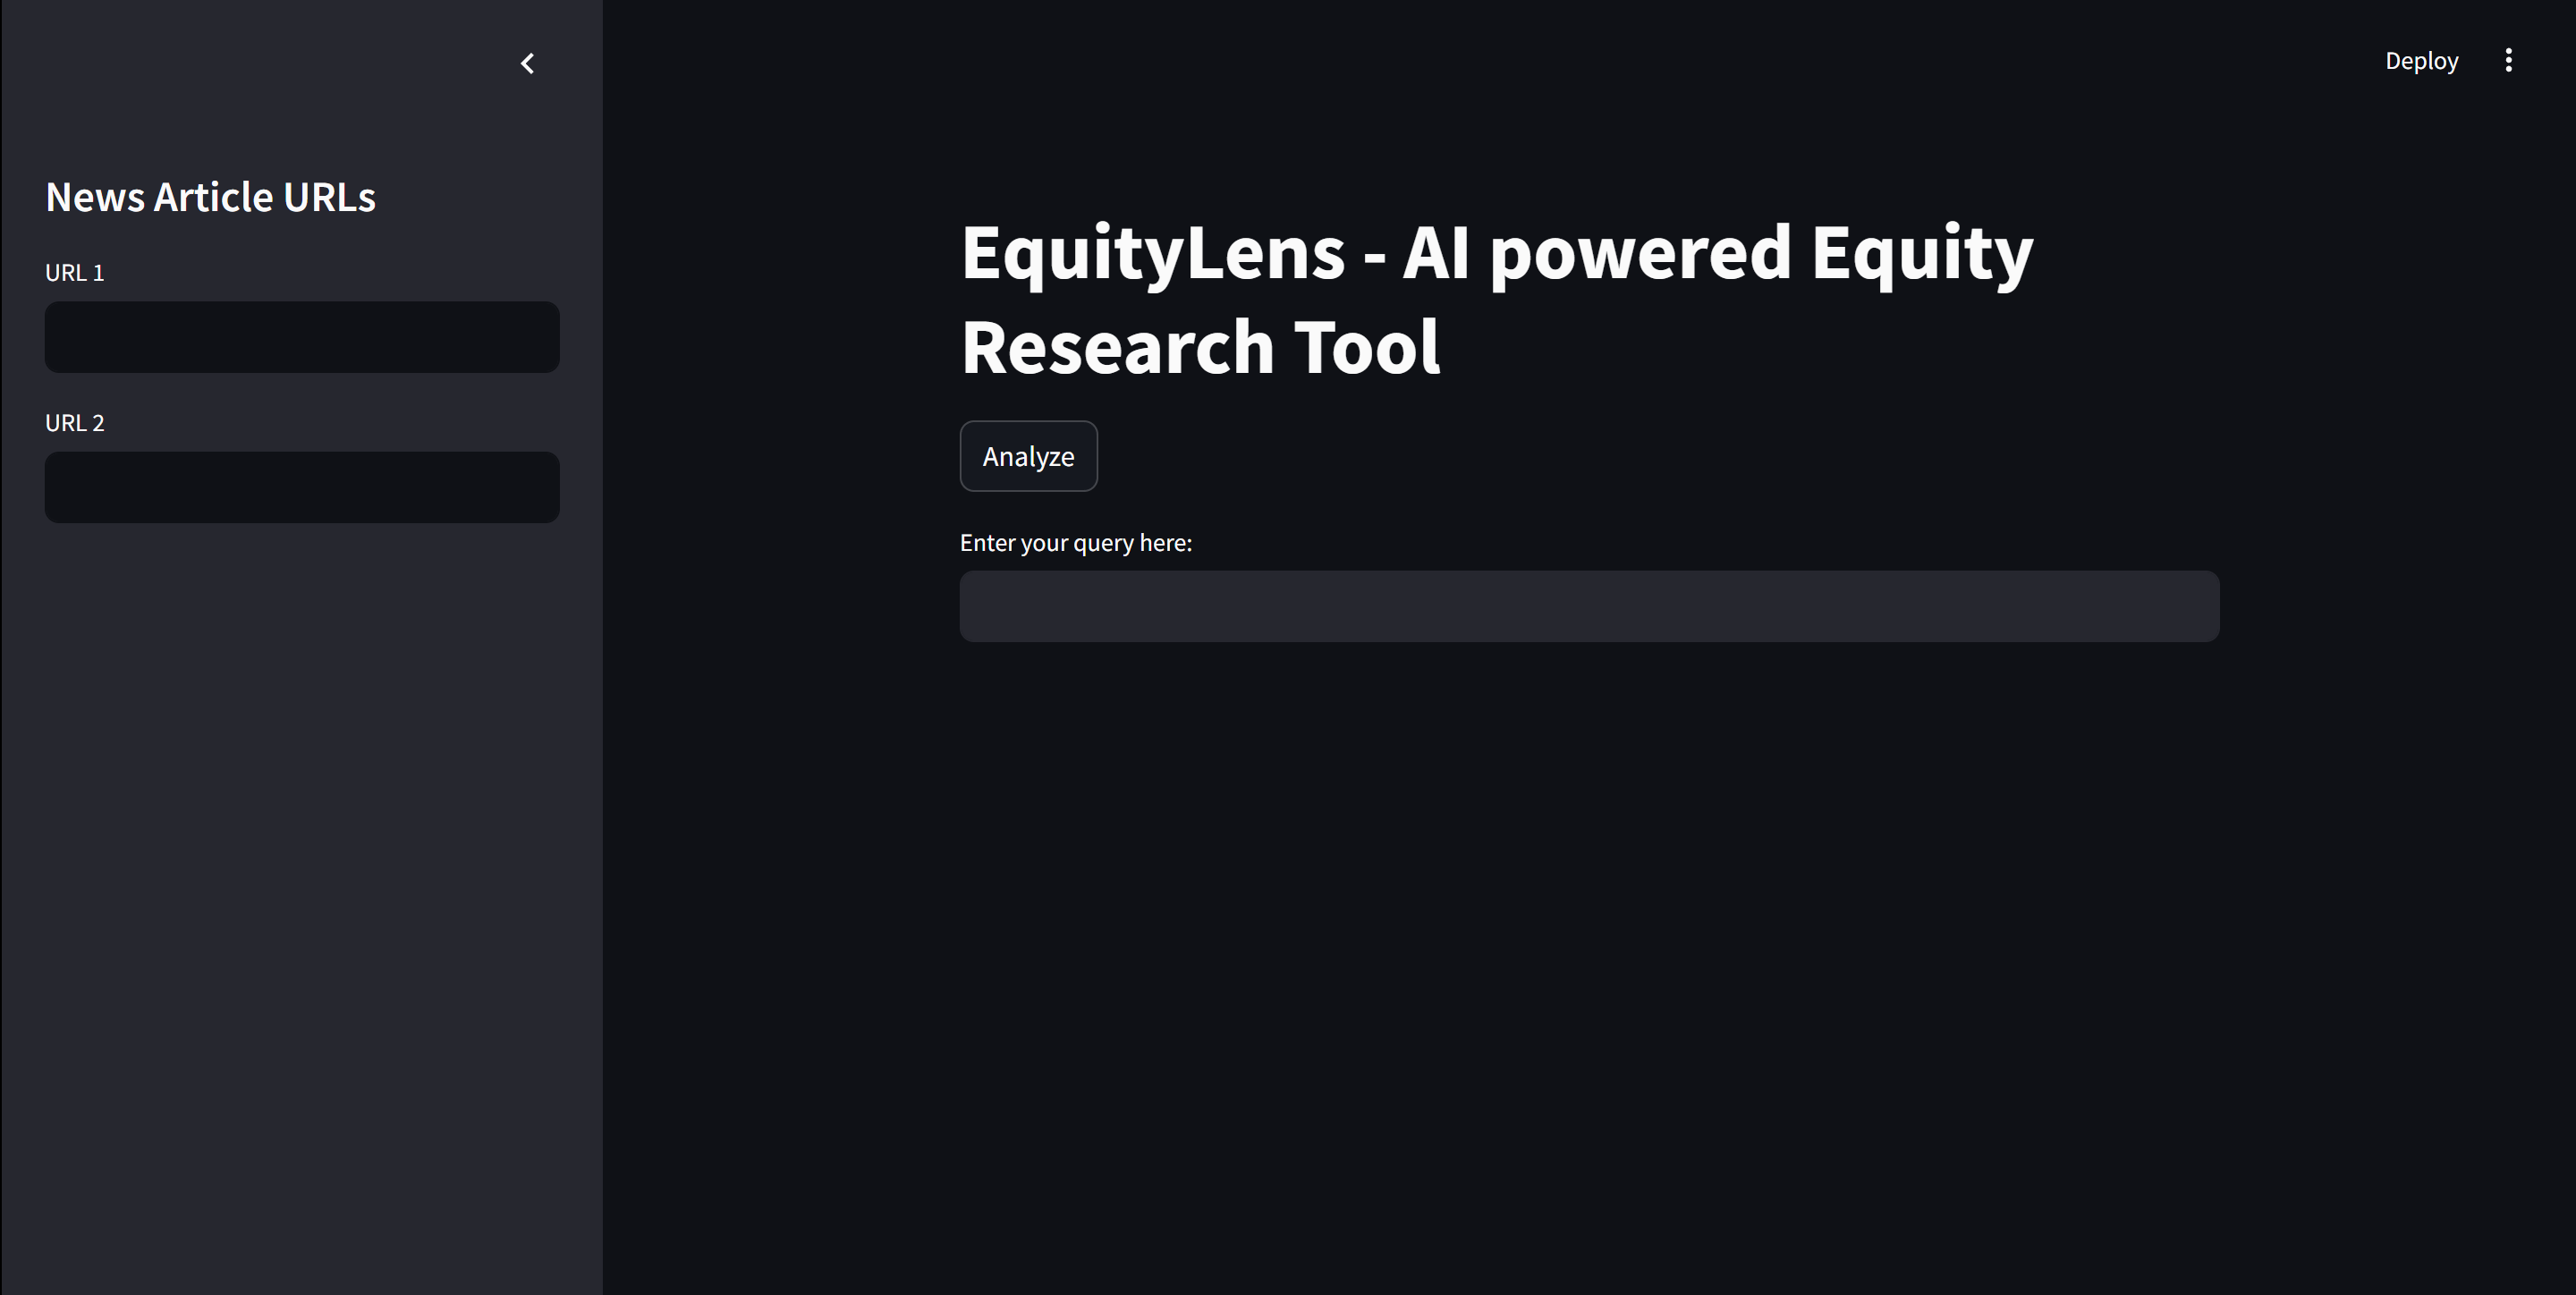 Deploy
News Article URLs
URL 1
URL 2
EquityLens - AI powered Equity
Research Tool
Analyze
Enter your query here: